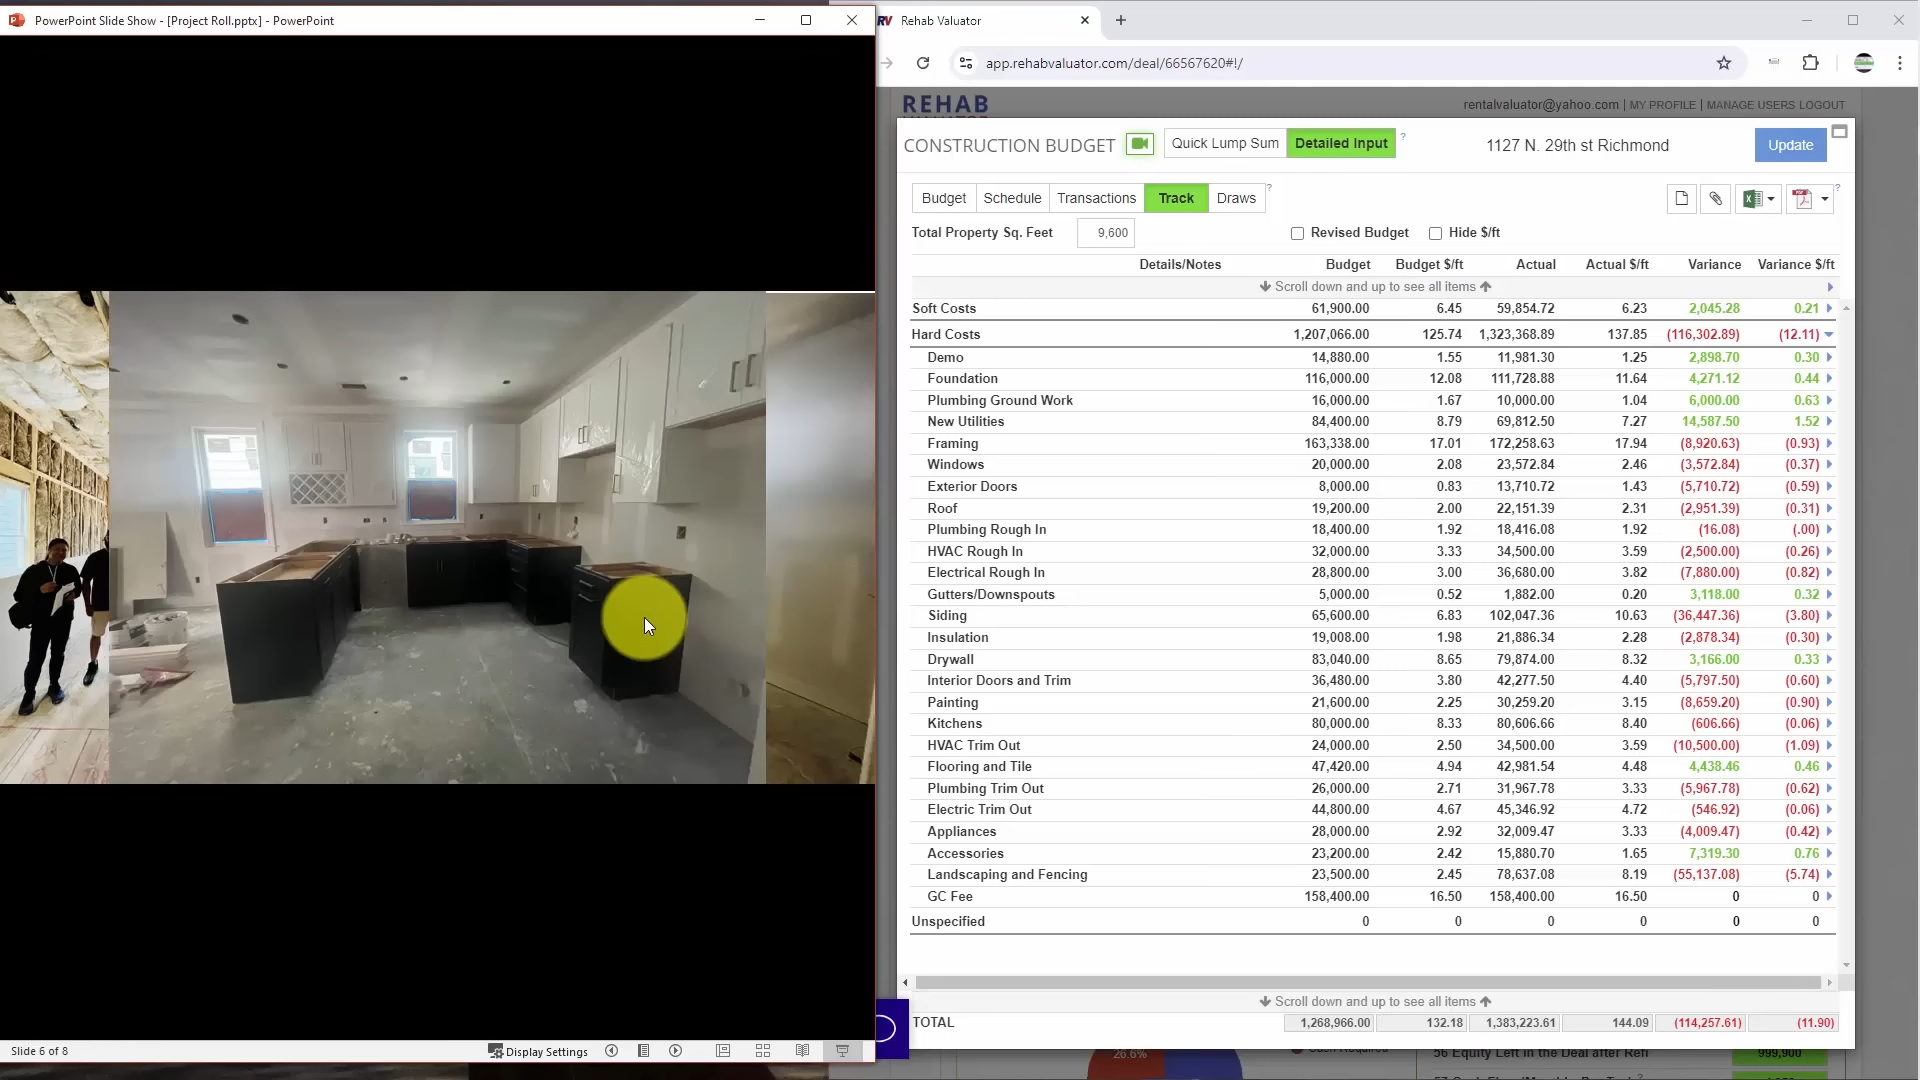 PowerPoint Slide Show - [Project Roll.pptx] - PowerPoint
Slide 6 of 8
Display Settings
RV Rehab Valuator
app.rehabvaluator.com/deal/66567620#!/
REHAB
rentalvaluator@yahoo.com | MY PROFILE | MANAGE USERS LOGOUT
CONSTRUCTION BUDGET Quick Lump Sum Detailed Input ? 1127 N. 29th st Richmond Update
Budget Schedule Transactions Track Draws ? ?
Total Property Sq. Feet 9,600 Revised Budget Hide $/ft
Details/Notes Budget Budget $/ft Actual Actual $/ft Variance Variance $/ft
Scroll down and up to see all items
Soft Costs 61,900.00 6.45 59,854.72 6.23 2,045.28 0.21
Hard Costs 1,207,066.00 125.74 1,323,368.89 137.85 (116,302.89) (12.11)
Demo 14,880.00 1.55 11,981.30 1.25 2,898.70 0.30
Foundation 116,000.00 12.08 111,728.88 11.64 4,271.12 0.44
Plumbing Ground Work 16,000.00 1.67 10,000.00 1.04 6,000.00 0.63
New Utilities 84,400.00 8.79 69,812.50 7.27 14,587.50 1.52
Framing 163,338.00 17.01 172,258.63 17.94 (8,920.63) (0.93)
Windows 20,000.00 2.08 23,572.84 2.46 (3,572.84) (0.37)
Exterior Doors 8,000.00 0.83 13,710.72 1.43 (5,710.72) (0.59)
Roof 19,200.00 2.00 22,151.39 2.31 (2,951.39) (0.31)
Plumbing Rough In 18,400.00 1.92 18,416.08 1.92 (16.08) (.00)
HVAC Rough In 32,000.00 3.33 34,500.00 3.59 (2,500.00) (0.26)
Electrical Rough In 28,800.00 3.00 36,680.00 3.82 (7,880.00) (0.82)
Gutters/Downspouts 5,000.00 0.52 1,882.00 0.20 3,118.00 0.32
Siding 65,600.00 6.83 102,047.36 10.63 (36,447.36) (3.80)
Insulation 19,008.00 1.98 21,886.34 2.28 (2,878.34) (0.30)
Drywall 83,040.00 8.65 79,874.00 8.32 3,166.00 0.33
Interior Doors and Trim 36,480.00 3.80 42,277.50 4.40 (5,797.50) (0.60)
Painting 21,600.00 2.25 30,259.20 3.15 (8,659.20) (0.90)
Kitchens 80,000.00 8.33 80,606.66 8.40 (606.66) (0.06)
HVAC Trim Out 24,000.00 2.50 34,500.00 3.59 (10,500.00) (1.09)
Flooring and Tile 47,420.00 4.94 42,981.54 4.48 4,438.46 0.46
Plumbing Trim Out 26,000.00 2.71 31,967.78 3.33 (5,967.78) (0.62)
Electric Trim Out 44,800.00 4.67 45,346.92 4.72 (546.92) (0.06)
Appliances 28,000.00 2.92 32,009.47 3.33 (4,009.47) (0.42)
Accessories 23,200.00 2.42 15,880.70 1.65 7,319.30 0.76
Landscaping and Fencing 23,500.00 2.45 78,637.08 8.19 (55,137.08) (5.74)
GC Fee 158,400.00 16.50 158,400.00 16.50 0 0
Unspecified 0 0 0 0 0 0
Scroll down and up to see all items
TOTAL 1,268,966.00 132.18 1,383,223.61 144.09 (114,257.61) (11.90)
26.6% 56 Equity Left in the Deal after Refi 999,900